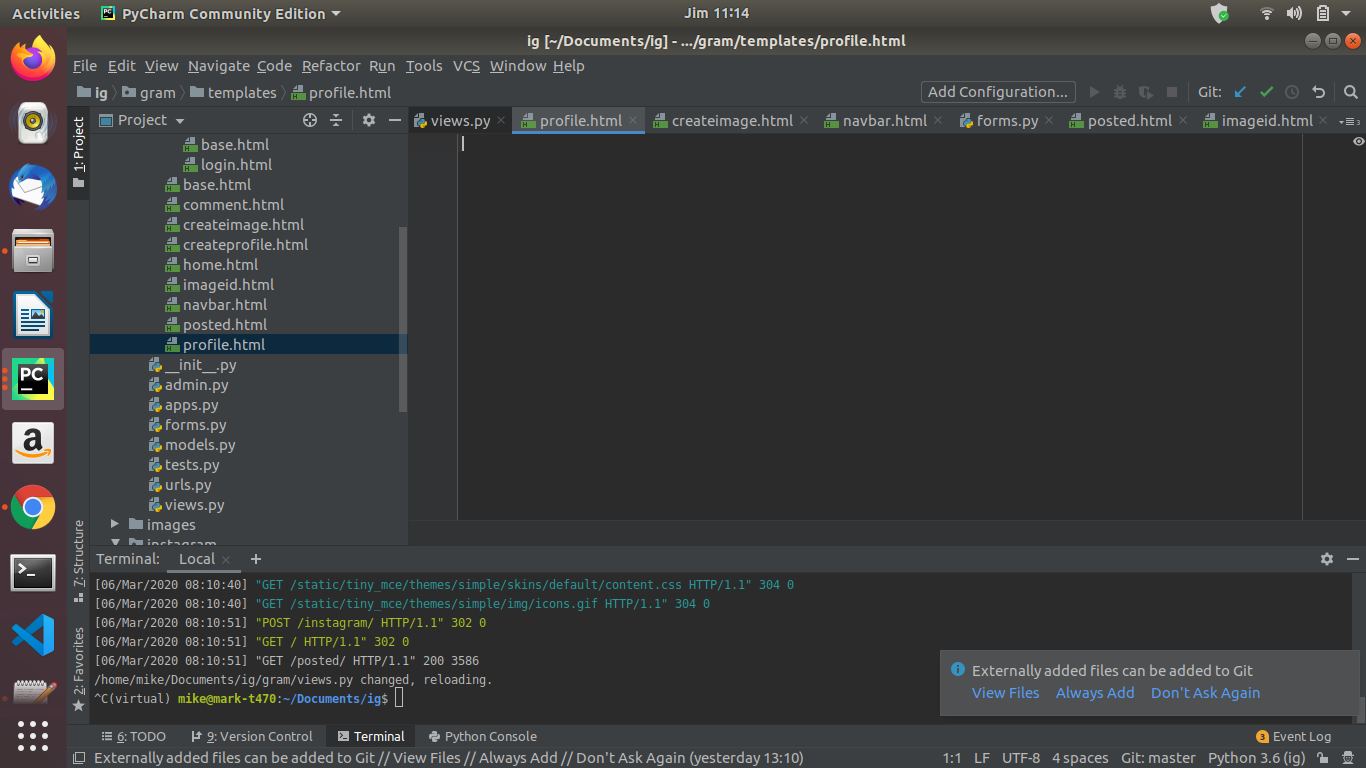 Activities PyCharm Community Edition Jim 11:14
ig [~/Documents/ig] - .../gram/templates/profile.html
File Edit View Navigate Code Refactor Run Tools VCS Window Help
ig gram templates profile.html Add Configuration... Git:
1: Project
Project
views.py profile.html createimage.html navbar.html forms.py posted.html imageid.html 3
base.html
login.html
base.html
comment.html
createimage.html
createprofile.html
home.html
imageid.html
navbar.html
posted.html
profile.html
__init__.py
admin.py
apps.py
forms.py
models.py
tests.py
urls.py
views.py
images
instagram
7: Structure
2: Favorites
Terminal: Local +
[06/Mar/2020 08:10:40] "GET /static/tiny_mce/themes/simple/skins/default/content.css HTTP/1.1" 304 0
[06/Mar/2020 08:10:40] "GET /static/tiny_mce/themes/simple/img/icons.gif HTTP/1.1" 304 0
[06/Mar/2020 08:10:51] "POST /instagram/ HTTP/1.1" 302 0
[06/Mar/2020 08:10:51] "GET / HTTP/1.1" 302 0
[06/Mar/2020 08:10:51] "GET /posted/ HTTP/1.1" 200 3586
/home/mike/Documents/ig/gram/views.py changed, reloading.
^C(virtual) mike@mark-t470:~/Documents/ig$
Externally added files can be added to Git
View Files Always Add Don't Ask Again
6: TODO 9: Version Control Terminal Python Console 3 Event Log
Externally added files can be added to Git // View Files // Always Add // Don't Ask Again (yesterday 13:10) 1:1 LF UTF-8 4 spaces Git: master Python 3.6 (ig)